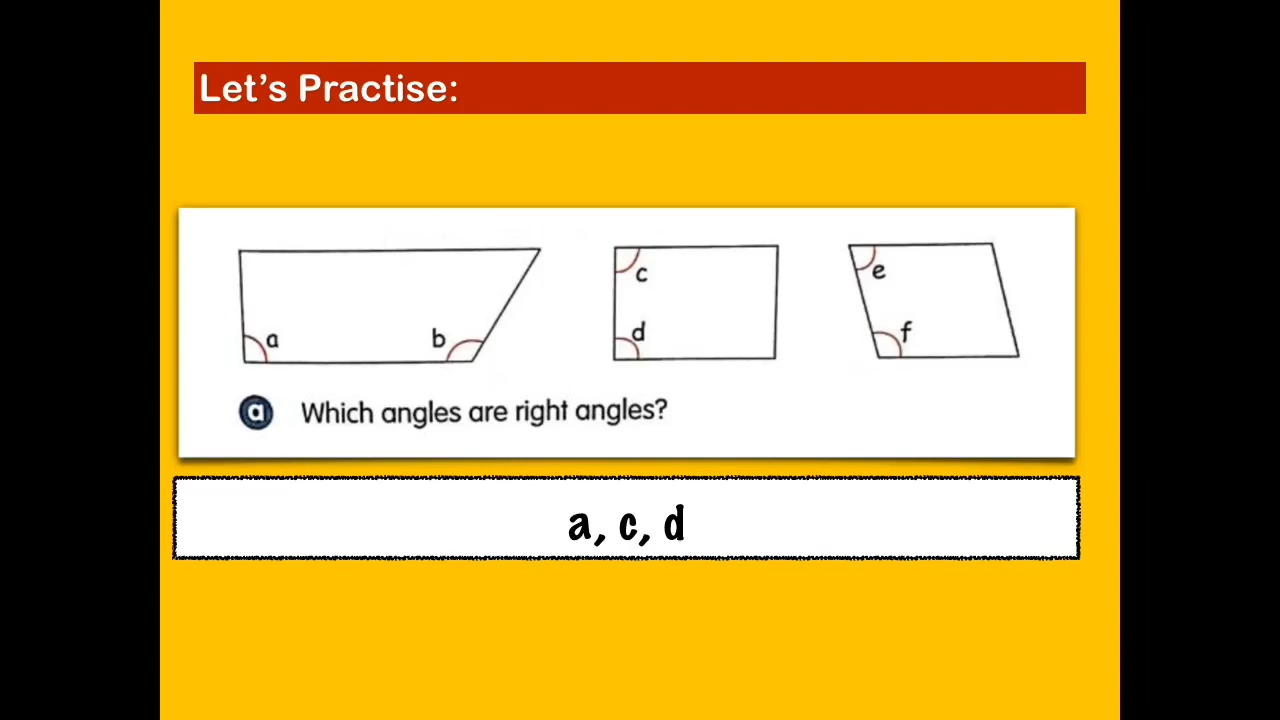 Let's Practise:
a
b
c
d
e
f
a Which angles are right angles?
a, c, d